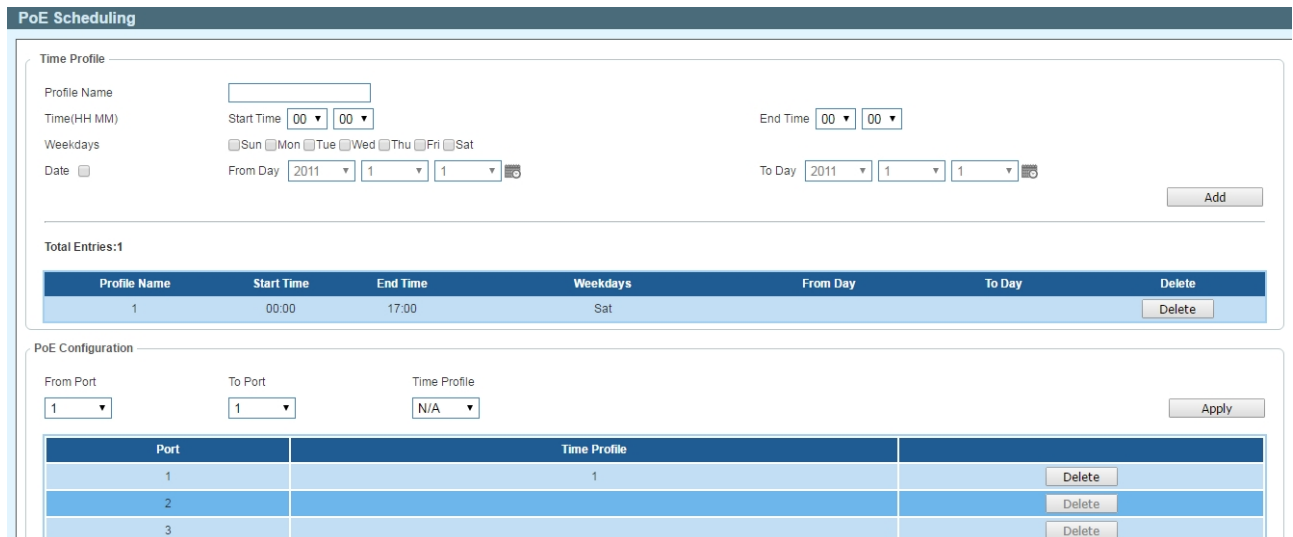 PoE Scheduling
Time Profile
Profile Name
Time(HH MM) Start Time 00 00 End Time 00 00
Weekdays Sun Mon Tue Wed Thu Fri Sat
Date From Day 2011 1 1 To Day 2011 1 1
Add
Total Entries:1
Profile Name Start Time End Time Weekdays From Day To Day Delete
1 00:00 17:00 Sat Delete
PoE Configuration
From Port To Port Time Profile
1 1 N/A Apply
Port Time Profile
1 1 Delete
2 Delete
3 Delete